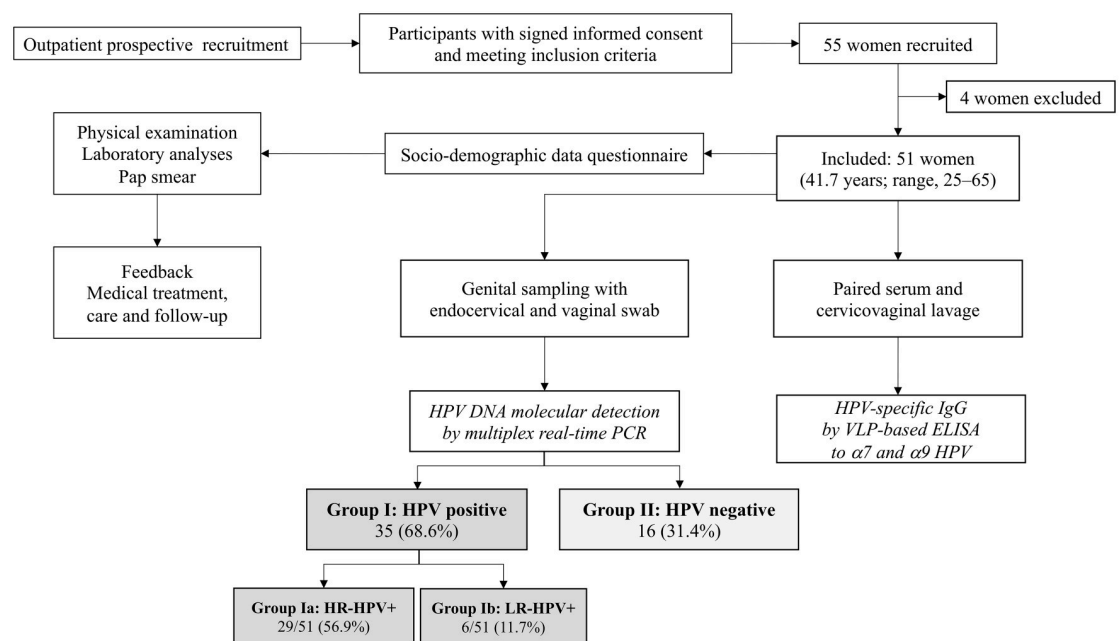 Outpatient prospective recruitment
Participants with signed informed consent
and meeting inclusion criteria
55 women recruited
4 women excluded
Physical examination
Laboratory analyses
Pap smear
Socio-demographic data questionnaire
Included: 51 women
(41.7 years; range, 25–65)
Feedback
Medical treatment,
care and follow-up
Genital sampling with
endocervical and vaginal swab
Paired serum and
cervicovaginal lavage
HPV DNA molecular detection
by multiplex real-time PCR
HPV-specific IgG
by VLP-based ELISA
to α7 and α9 HPV
Group I: HPV positive
35 (68.6%)
Group II: HPV negative
16 (31.4%)
Group Ia: HR-HPV+
29/51 (56.9%)
Group Ib: LR-HPV+
6/51 (11.7%)